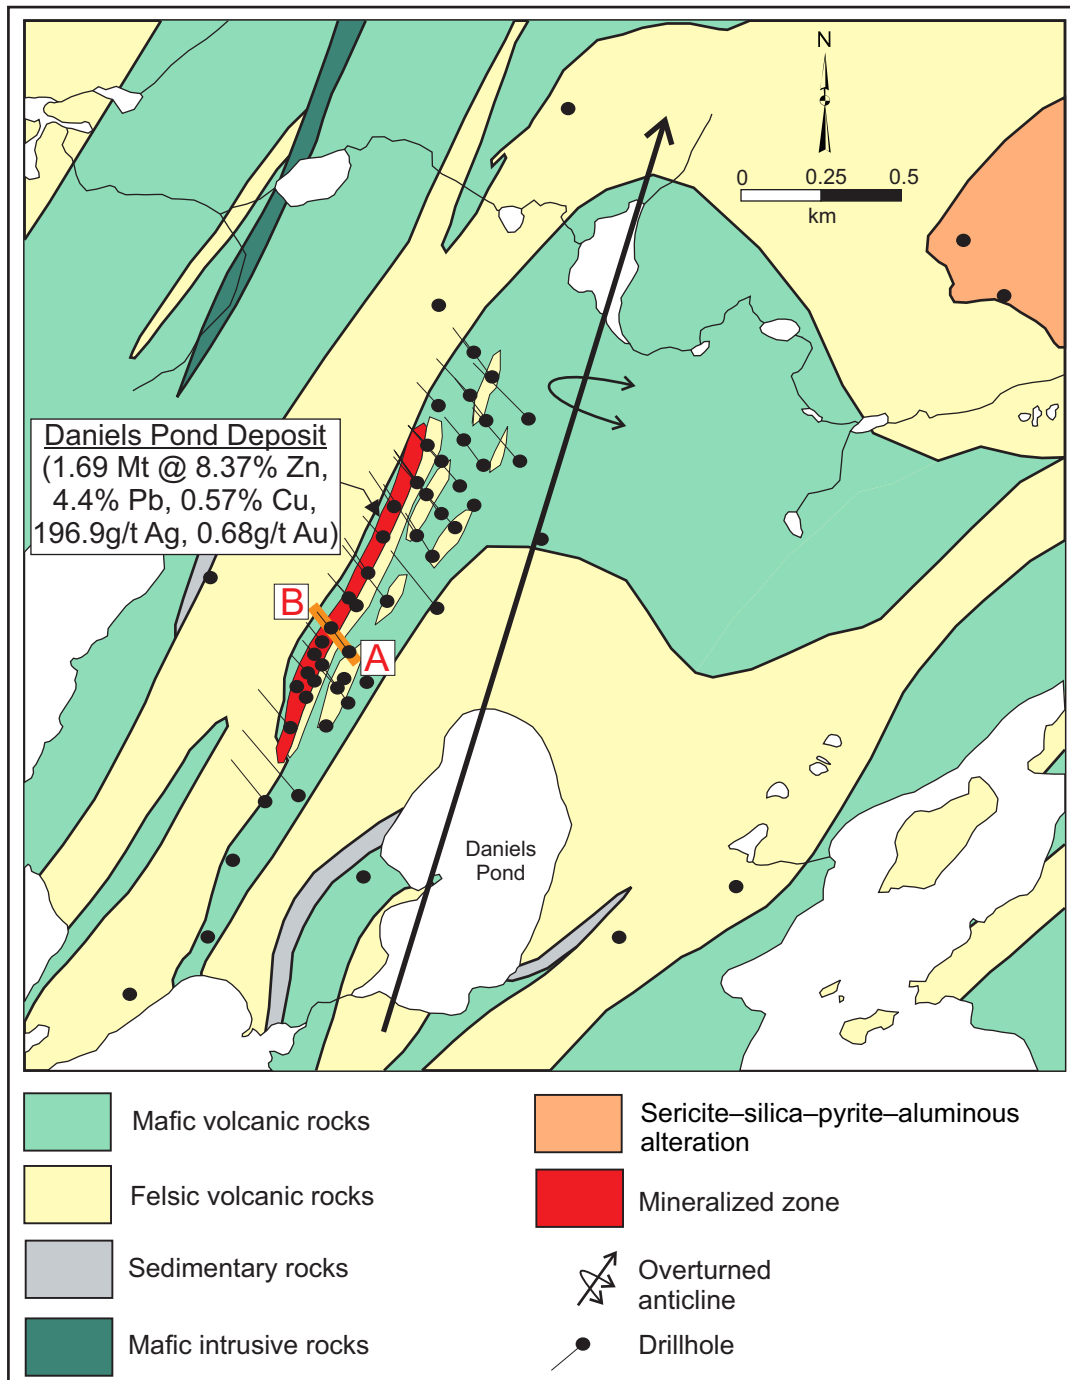 N
0 0.25 0.5
km
Daniels Pond Deposit
(1.69 Mt @ 8.37% Zn,
4.4% Pb, 0.57% Cu,
196.9g/t Ag, 0.68g/t Au)
B
A
Daniels
Pond
Mafic volcanic rocks
Felsic volcanic rocks
Sedimentary rocks
Mafic intrusive rocks
Sericite–silica–pyrite–aluminous
alteration
Mineralized zone
Overturned
anticline
Drillhole